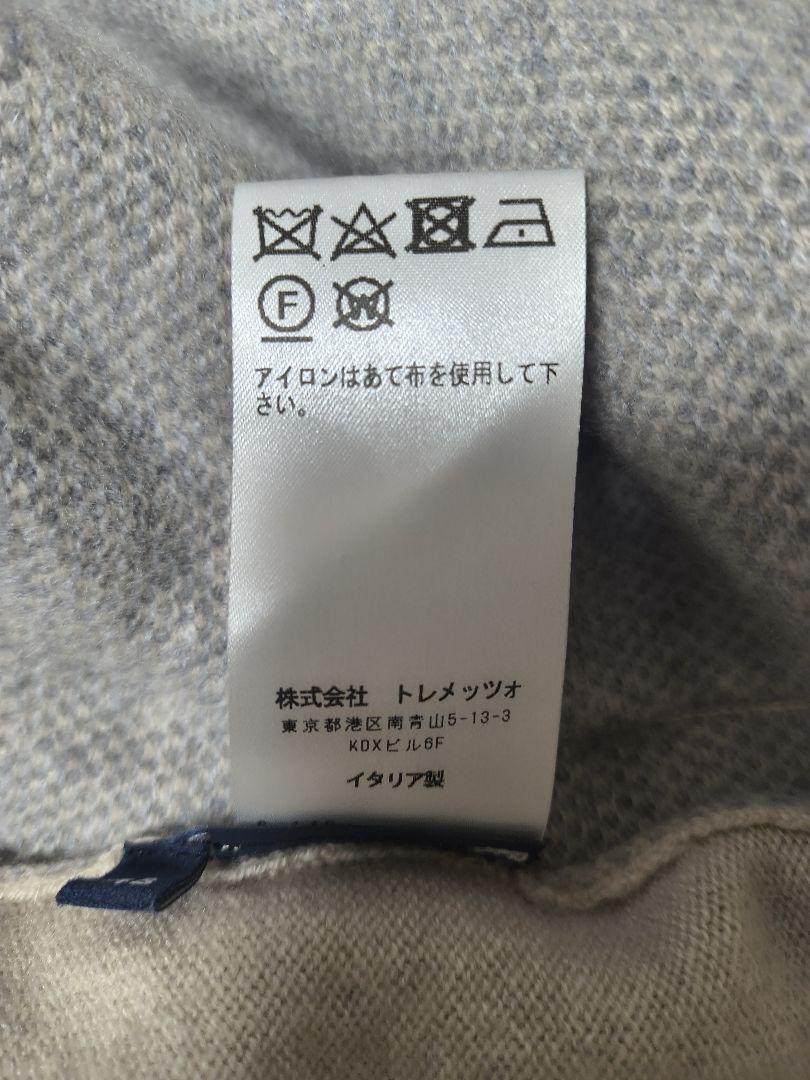 F
W
アイロンはあて布を使用して下
さい。
株式会社 トレメッツォ
東京都港区南青山5-13-3
KDXビル6F
イタリア製